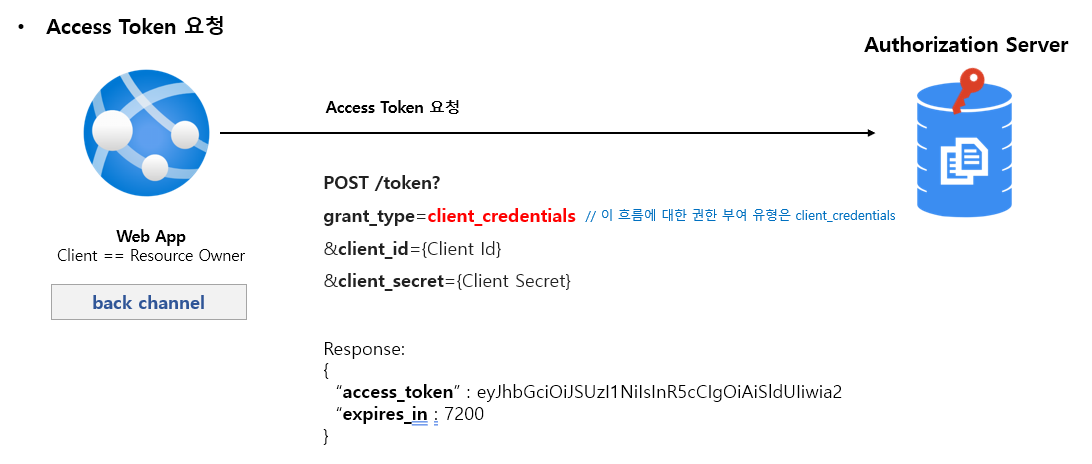 • Access Token 요청
Authorization Server
Access Token 요청
POST /token?
grant_type=client_credentials // 이 흐름에 대한 권한 부여 유형은 client_credentials
&client_id={Client Id}
&client_secret={Client Secret}
Web App
Client == Resource Owner
back channel
Response:
{
“access_token” : eyJhbGciOiJSUzI1NiIsInR5cCIgOiAiSldUIiwia2
“expires_in : 7200
}